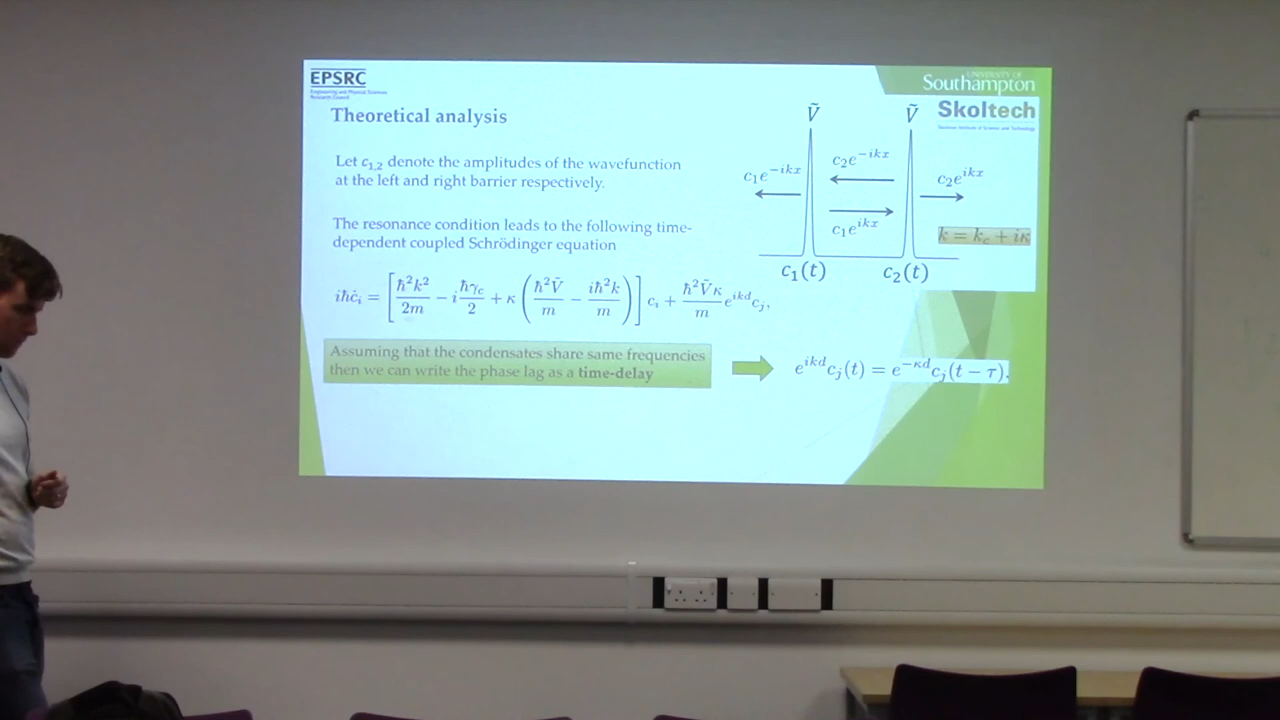 EPSRC
Engineering and Physical Sciences
Research Council
UNIVERSITY OF
Southampton
Skoltech
Skolkovo Institute of Science and Technology
Theoretical analysis
Let c₁,₂ denote the amplitudes of the wavefunction
at the left and right barrier respectively.
The resonance condition leads to the following time-
dependent coupled Schrödinger equation
iħċᵢ = [ħ²k²/2m − i ħγ_c/2 + κ (ħ²Ṽ/m − iħ²k/m)] cᵢ + ħ²Ṽκ/m e^{ikd}cⱼ,
Assuming that the condensates share same frequencies
then we can write the phase lag as a time-delay
e^{ikd}cⱼ(t) = e^{−κd}cⱼ(t − τ).
Ṽ Ṽ
c₁e^{−ikx} c₂e^{−ikx} c₂e^{ikx}
c₁e^{ikx}
k = k_c + iκ
c₁(t) c₂(t)